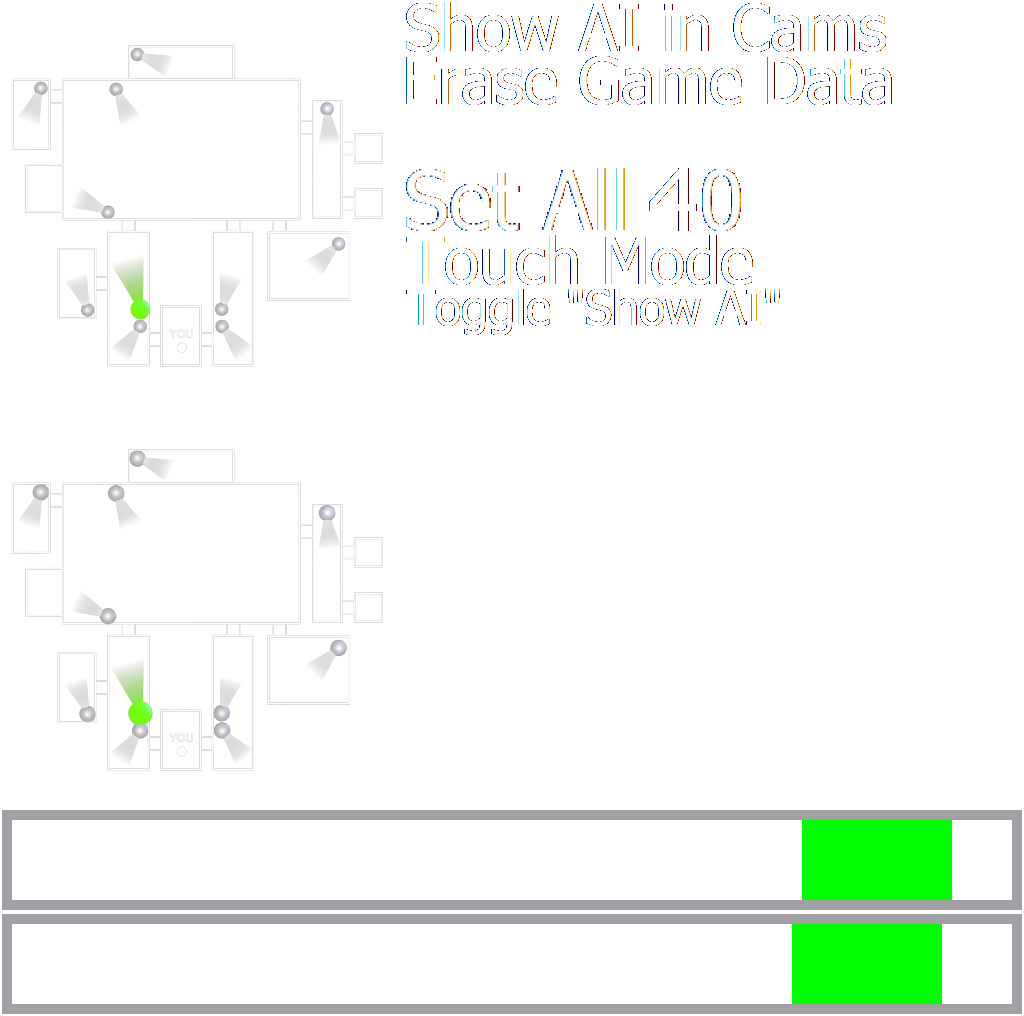 Show AI in Cams
Erase Game Data
Set All 40
Touch Mode
Toggle "Show AI"
YOU
YOU